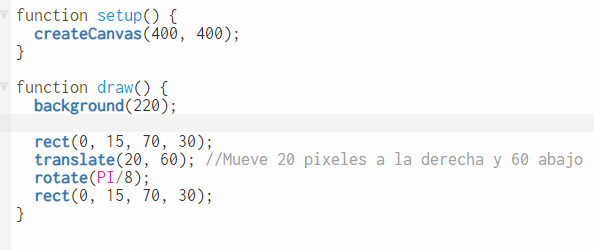 function setup() {
  createCanvas(400, 400);
}
function draw() {
  background(220);
  rect(0, 15, 70, 30);
  translate(20, 60); //Mueve 20 pixeles a la derecha y 60 abajo
  rotate(PI/8);
  rect(0, 15, 70, 30);
}